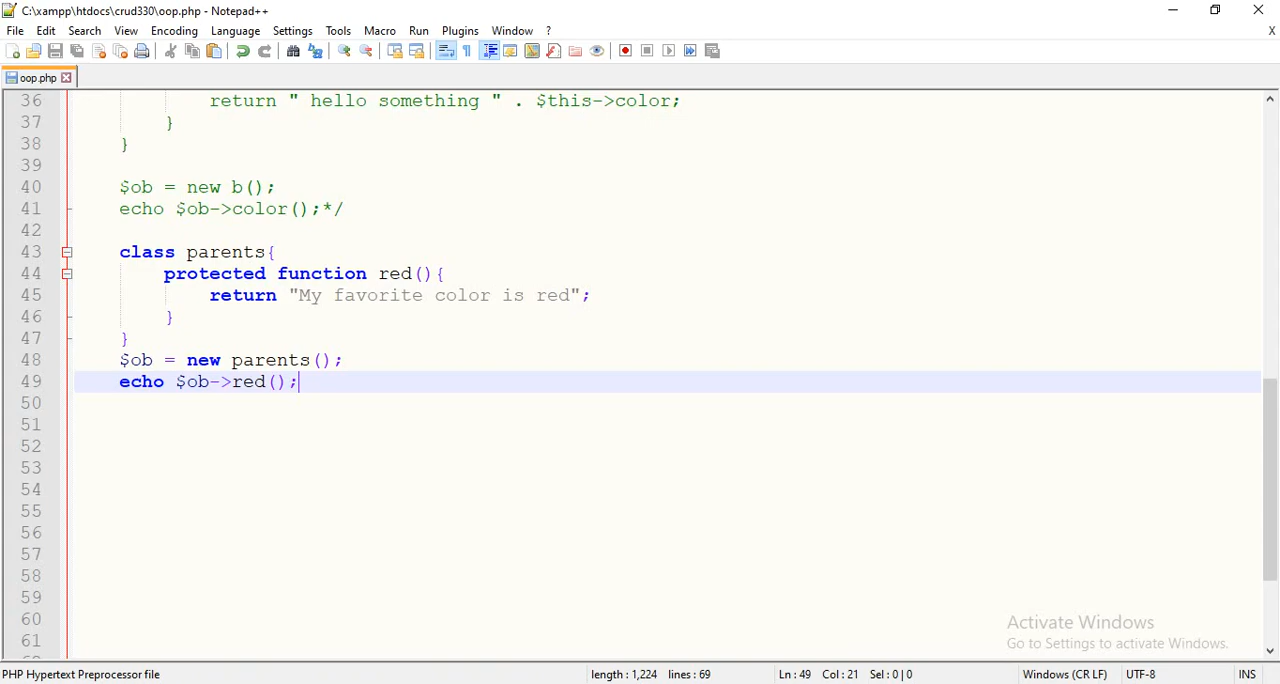 C:\xampp\htdocs\crud330\oop.php - Notepad++
File Edit Search View Encoding Language Settings Tools Macro Run Plugins Window ? X
oop.php
36 return " hello something " . $this->color;
37 }
38 }
39
40 $ob = new b();
41 echo $ob->color();*/
42
43 class parents{
44 protected function red(){
45 return "My favorite color is red";
46 }
47 }
48 $ob = new parents();
49 echo $ob->red();
50
51
52
53
54
55
56
57
58
59
60
61
Activate Windows
Go to Settings to activate Windows.
PHP Hypertext Preprocessor file length : 1,224 lines : 69 Ln : 49 Col : 21 Sel : 0 | 0 Windows (CR LF) UTF-8 INS